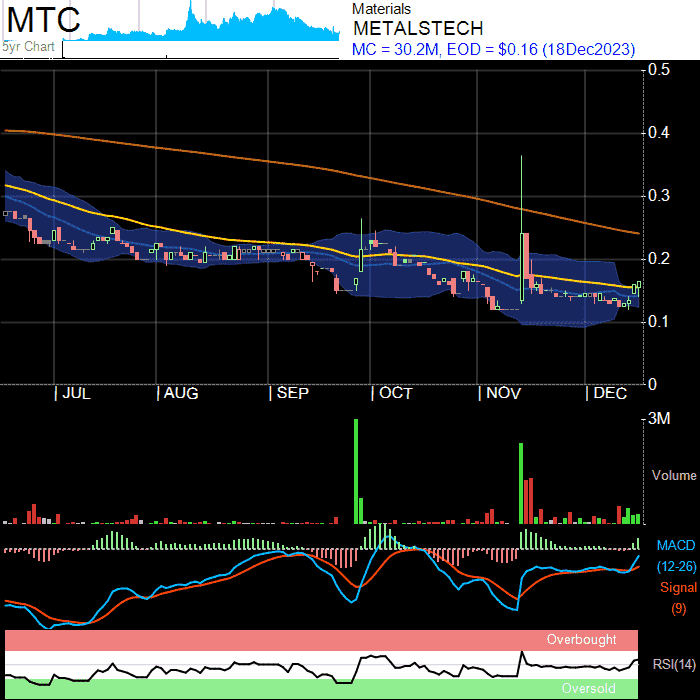 MTC
5yr Chart
Materials
METALSTECH
MC = 30.2M, EOD = $0.16 (18Dec2023)
0.5
0.4
0.3
0.2
0.1
0
JUL AUG SEP OCT NOV DEC
3M
Volume
MACD
(12-26)
Signal
(9)
Overbought
RSI(14)
Oversold